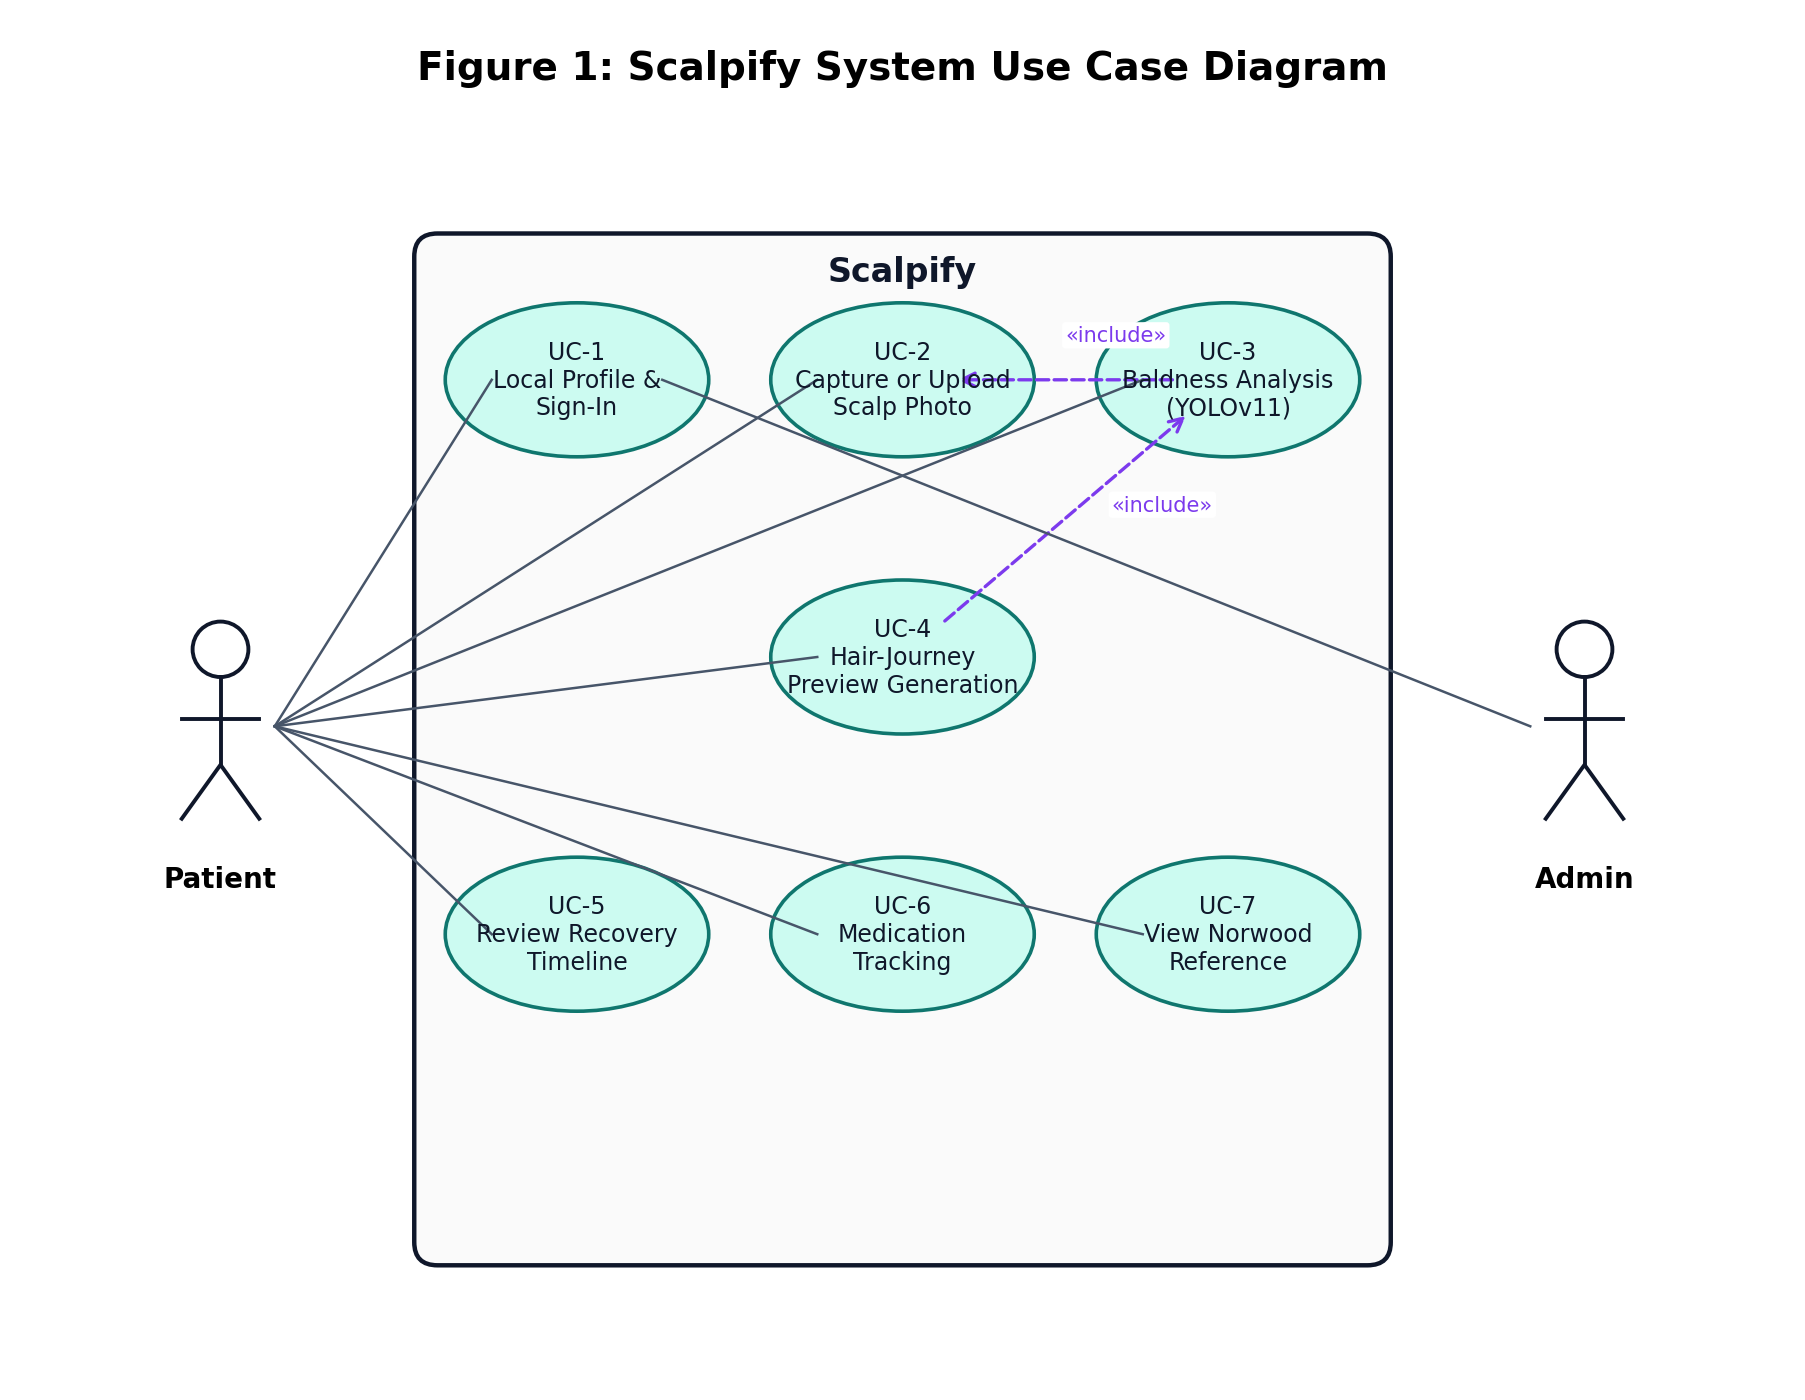 Figure 1: Scalpify System Use Case Diagram
Scalpify
UC-1
Local Profile &
Sign-In
UC-2
Capture or Upload
Scalp Photo
«include»
UC-3
Baldness Analysis
(YOLOv11)
«include»
UC-4
Hair-Journey
Preview Generation
Patient
Admin
UC-5
Review Recovery
Timeline
UC-6
Medication
Tracking
UC-7
View Norwood
Reference